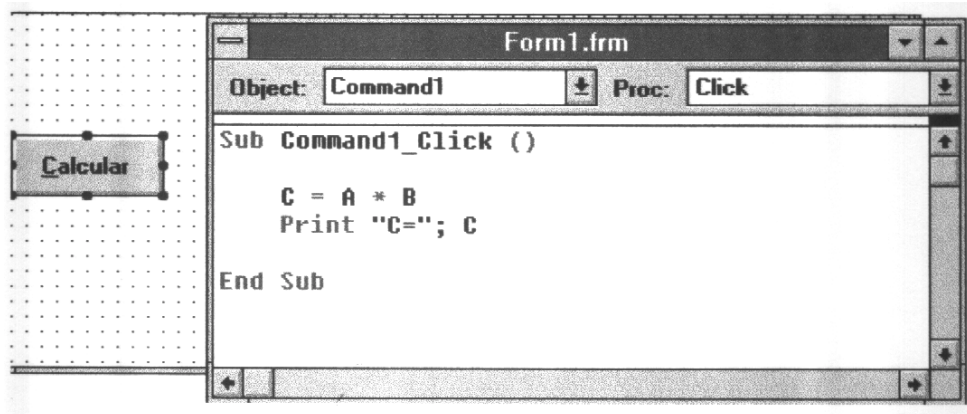 Form1.frm
Object: Command1 Proc: Click
Calcular
Sub Command1_Click ()
C = A * B
Print "C="; C
End Sub